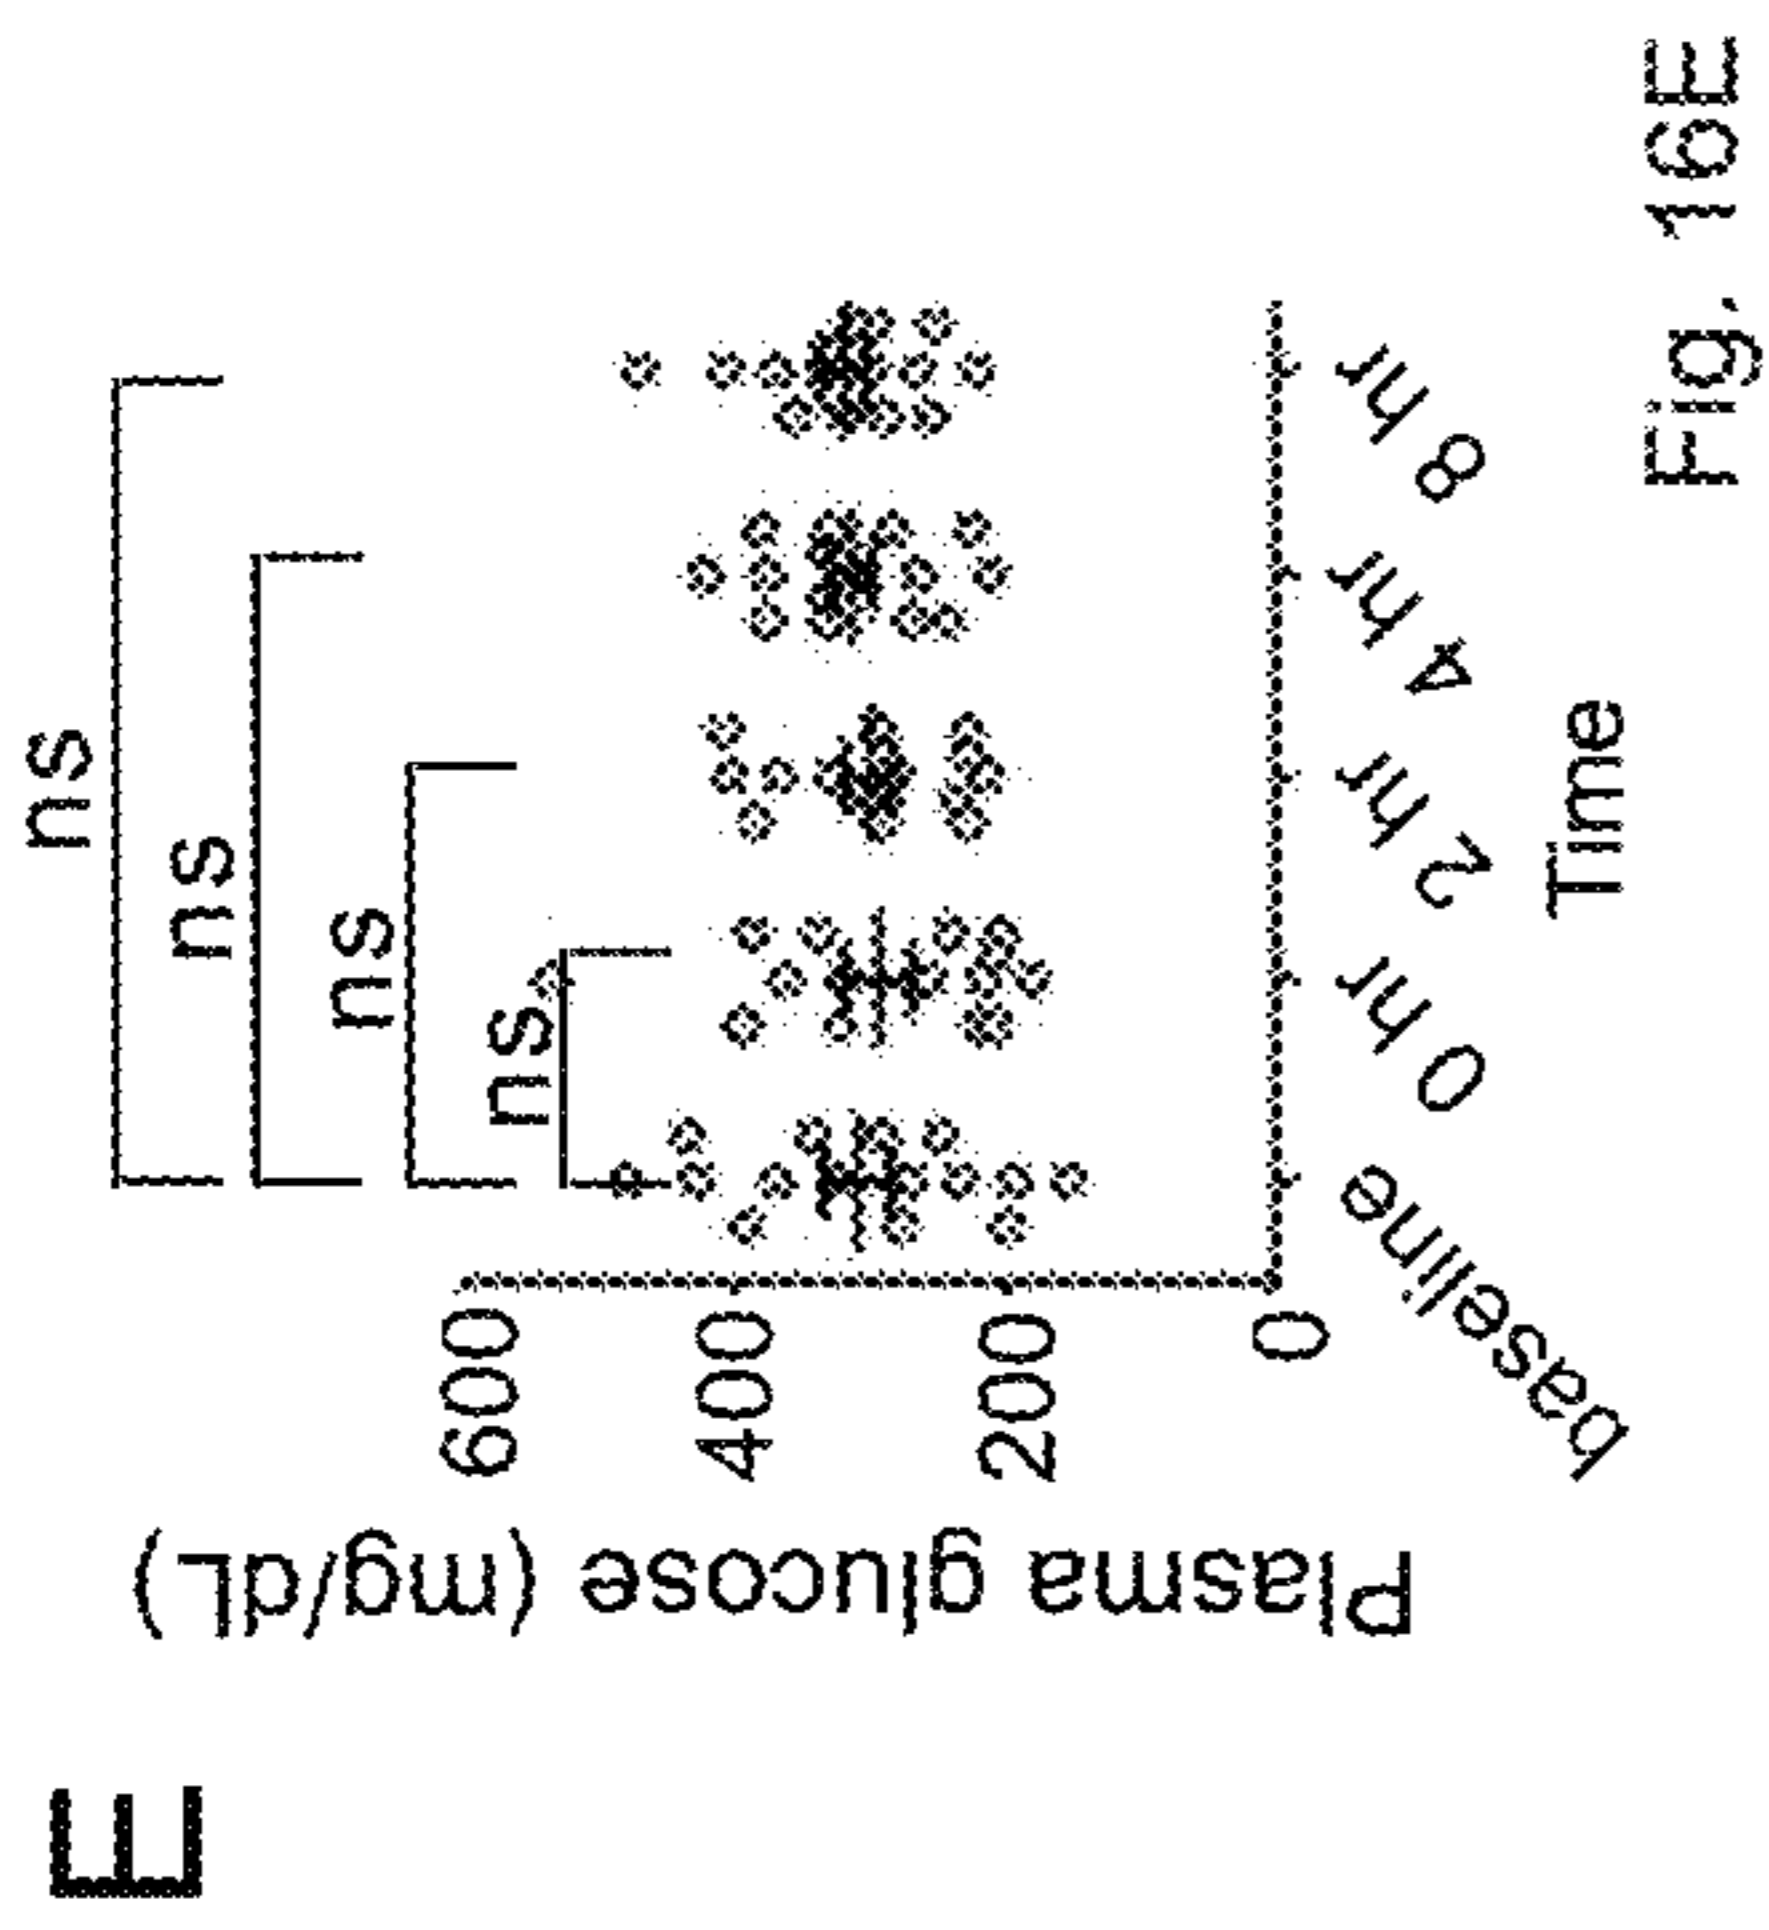 E
ns
ns
ns
ns
Plasma glucose (mg/dL)
600
400
200
0
baseline
0 hr
2 hr
4 hr
8 hr
Time
Fig. 16E